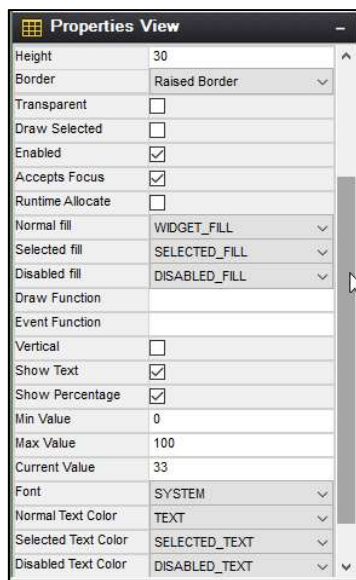 Properties View
Height 30
Border Raised Border
Transparent
Draw Selected
Enabled
Accepts Focus
Runtime Allocate
Normal fill WIDGET_FILL
Selected fill SELECTED_FILL
Disabled fill DISABLED_FILL
Draw Function
Event Function
Vertical
Show Text
Show Percentage
Min Value 0
Max Value 100
Current Value 33
Font SYSTEM
Normal Text Color TEXT
Selected Text Color SELECTED_TEXT
Disabled Text Color DISABLED_TEXT